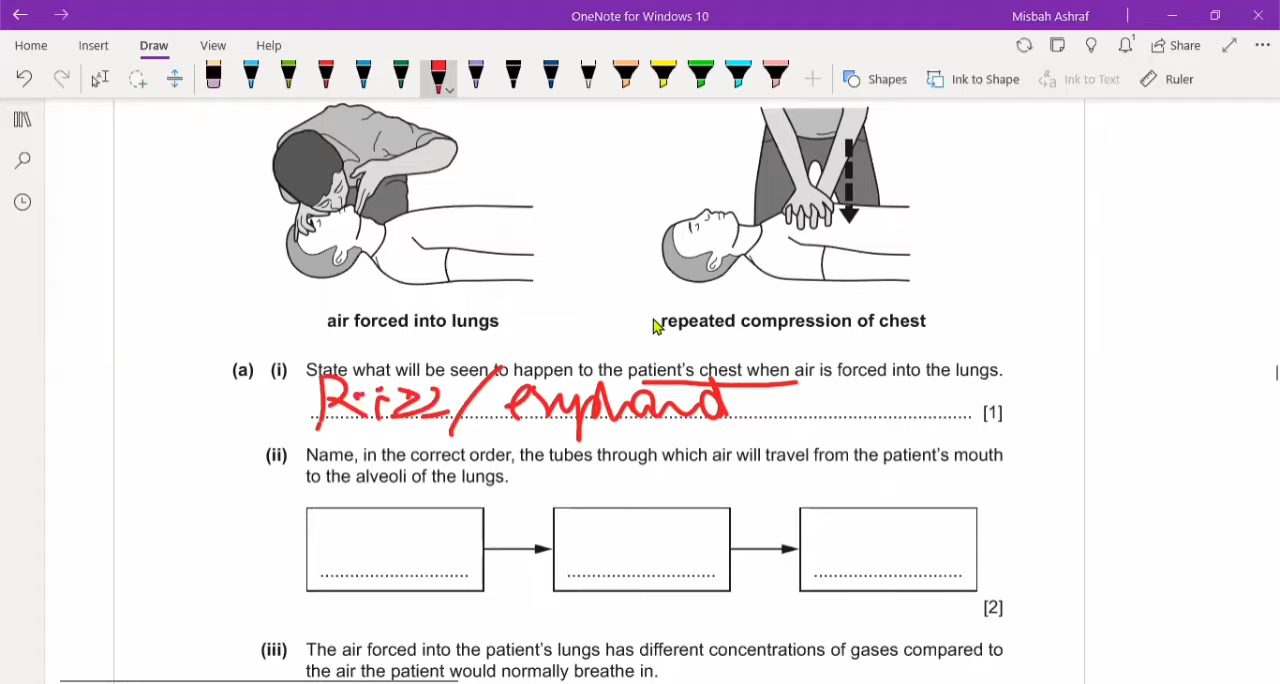 OneNote for Windows 10
Misbah Ashraf
Home Insert Draw View Help
1 Share
Shapes Ink to Shape Ink to Text Ruler
air forced into lungs
repeated compression of chest
(a) (i) State what will be seen to happen to the patient's chest when air is forced into the lungs.
[1]
(ii) Name, in the correct order, the tubes through which air will travel from the patient's mouth
to the alveoli of the lungs.
[2]
(iii) The air forced into the patient's lungs has different concentrations of gases compared to
the air the patient would normally breathe in.